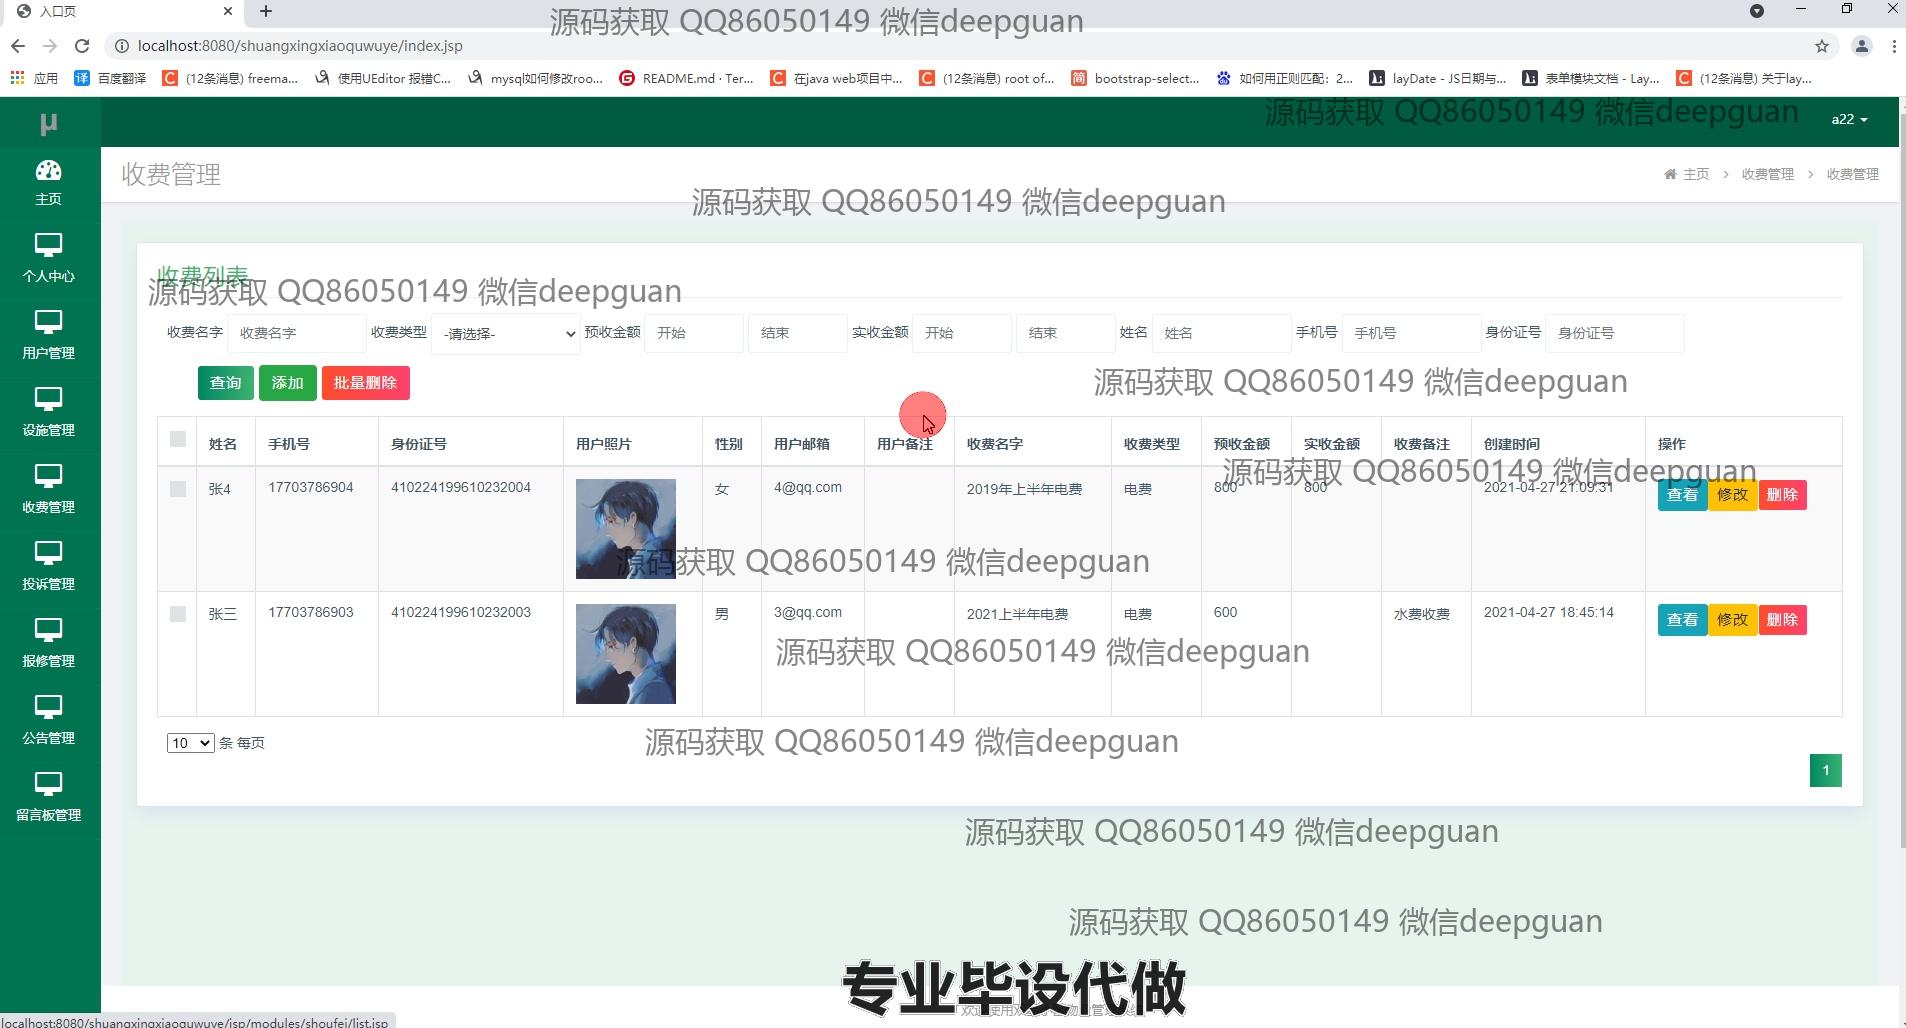 入口页
源码获取 QQ86050149 微信deepguan
localhost:8080/shuangxingxiaoquwuye/index.jsp
应用 百度翻译 (12条消息) freema... 使用UEditor 报错C... mysql如何修改roo... README.md · Ter... 在java web项目中... (12条消息) root of... bootstrap-select... 如何用正则匹配：2... layDate - JS日期与... 表单模块文档 - Lay... (12条消息) 关于lay...
源码获取 QQ86050149 微信deepguan
μ
a22
主页
收费管理
主页 > 收费管理 > 收费管理
源码获取 QQ86050149 微信deepguan
个人中心
收费列表
源码获取 QQ86050149 微信deepguan
用户管理
收费名字 收费名字 收费类型 -请选择- 预收金额 开始 结束 实收金额 开始 结束 姓名 姓名 手机号 手机号 身份证号 身份证号
查询 添加 批量删除
源码获取 QQ86050149 微信deepguan
设施管理
姓名 手机号 身份证号 用户照片 性别 用户邮箱 用户备注 收费名字 收费类型 预收金额 实收金额 收费备注 创建时间 操作
源码获取 QQ86050149 微信deepguan
张4 17703786904 410224199610232004 女 4@qq.com 2019年上半年电费 电费 800 800 2021-04-27 21:09:31 查看 修改 删除
收费管理
源码获取 QQ86050149 微信deepguan
投诉管理
张三 17703786903 410224199610232003 男 3@qq.com 2021上半年电费 电费 600 水费收费 2021-04-27 18:45:14 查看 修改 删除
源码获取 QQ86050149 微信deepguan
报修管理
公告管理
10 条 每页
源码获取 QQ86050149 微信deepguan
1
留言板管理
源码获取 QQ86050149 微信deepguan
源码获取 QQ86050149 微信deepguan
专业毕设代做
localhost:8080/shuangxingxiaoquwuye/jsp/modules/shoufei/list.jsp